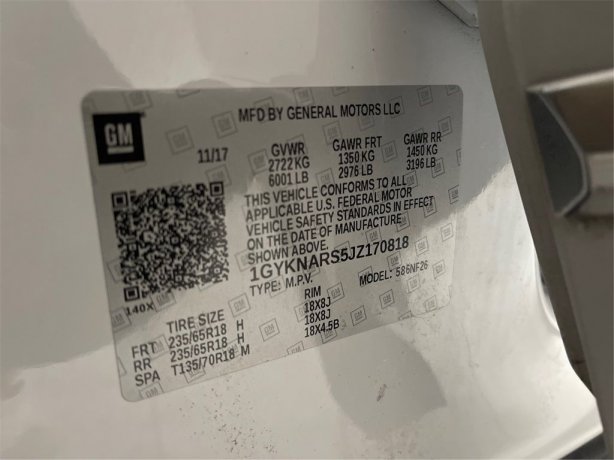 GM
MFD BY GENERAL MOTORS LLC
11/17
GVWR
2722 KG
6001 LB
GAWR FRT
1350 KG
2976 LB
GAWR RR
1450 KG
3196 LB
THIS VEHICLE CONFORMS TO ALL
APPLICABLE U.S. FEDERAL MOTOR
VEHICLE SAFETY STANDARDS IN EFFECT
ON THE DATE OF MANUFACTURE
SHOWN ABOVE.
1GYKNARS5JZ170818
TYPE: M.P.V.
MODEL: 586NF26
140X
TIRE SIZE
RIM
FRT 235/65R18 H 18X8J
RR 235/65R18 H 18X8J
SPA T135/70R18 M 18X4.5B